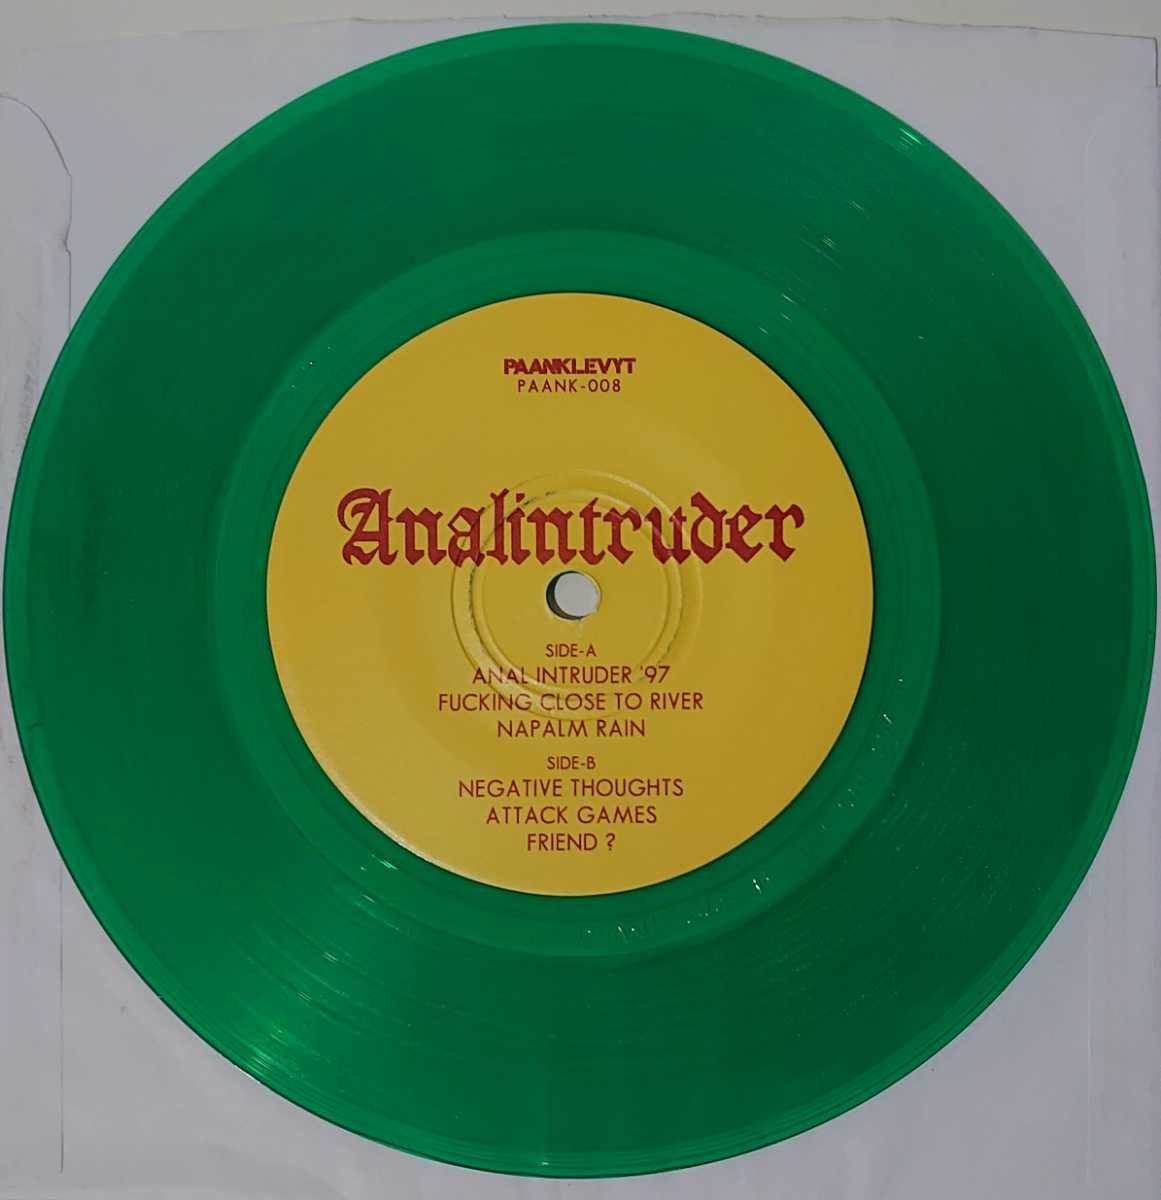 PAANKLEVYT
PAANK-008
Analintruder
SIDE-A
ANAL INTRUDER '97
FUCKING CLOSE TO RIVER
NAPALM RAIN
SIDE-B
NEGATIVE THOUGHTS
ATTACK GAMES
FRIEND ?